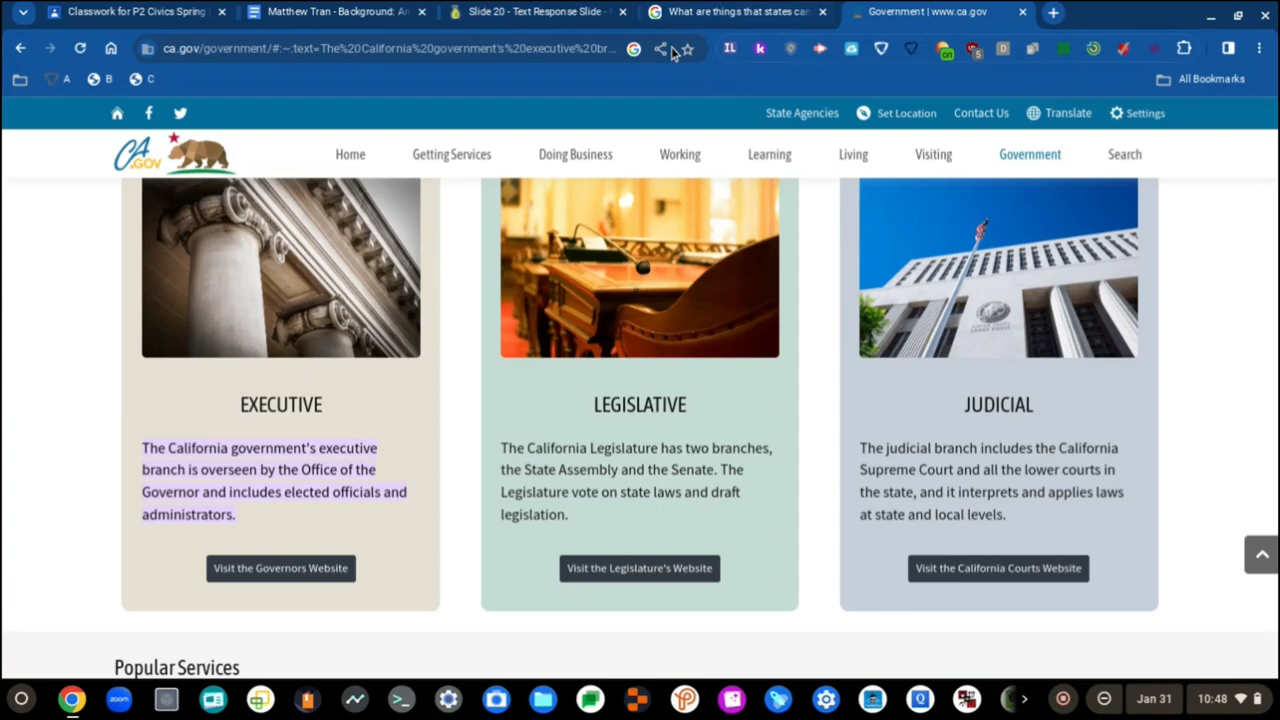 Classwork for P2 Civics Spring
Matthew Tran - Background: An
Slide 20 - Text Response Slide -
What are things that states can
Government | www.ca.gov
ca.gov/government/#:~:text=The%20California%20government's%20executive%20br...
A
B
C
All Bookmarks
State Agencies
Set Location
Contact Us
Translate
Settings
CA.GOV
Home
Getting Services
Doing Business
Working
Learning
Living
Visiting
Government
Search
EXECUTIVE
The California government's executive
branch is overseen by the Office of the
Governor and includes elected officials and
administrators.
Visit the Governors Website
LEGISLATIVE
The California Legislature has two branches,
the State Assembly and the Senate. The
Legislature vote on state laws and draft
legislation.
Visit the Legislature's Website
JUDICIAL
The judicial branch includes the California
Supreme Court and all the lower courts in
the state, and it interprets and applies laws
at state and local levels.
Visit the California Courts Website
Popular Services
zoom
Jan 31
10:48